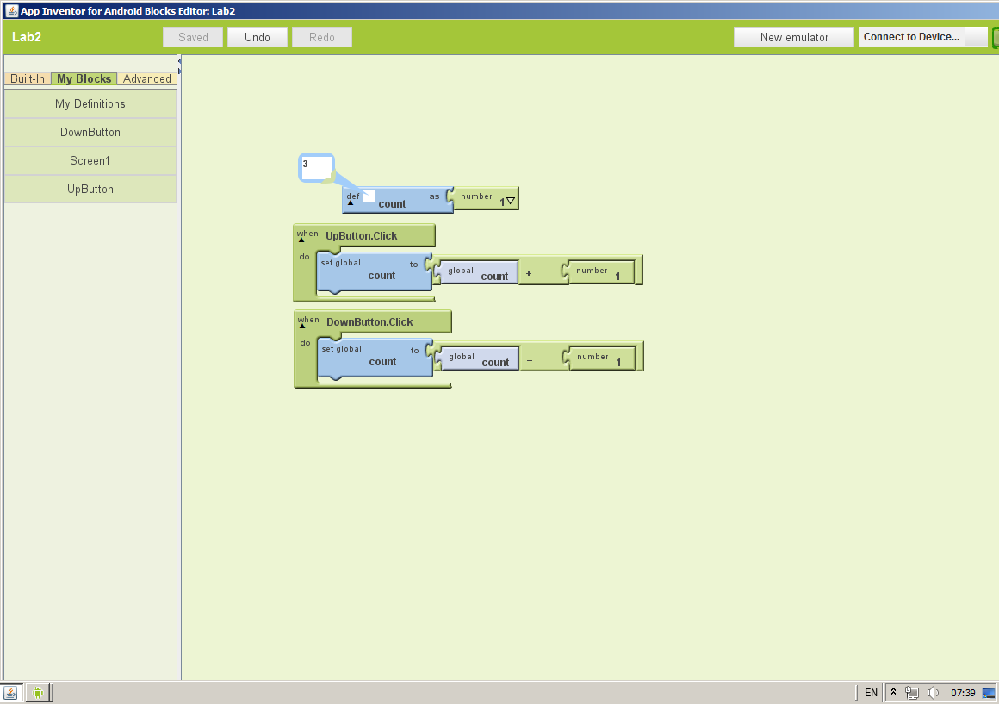 App Inventor for Android Blocks Editor: Lab2
Lab2 Saved Undo Redo New emulator Connect to Device...
Built-In My Blocks Advanced
My Definitions
DownButton
Screen1
UpButton
3
def count as number 1
when UpButton.Click
do set global count to global count + number 1
when DownButton.Click
do set global count to global count - number 1
EN 07:39